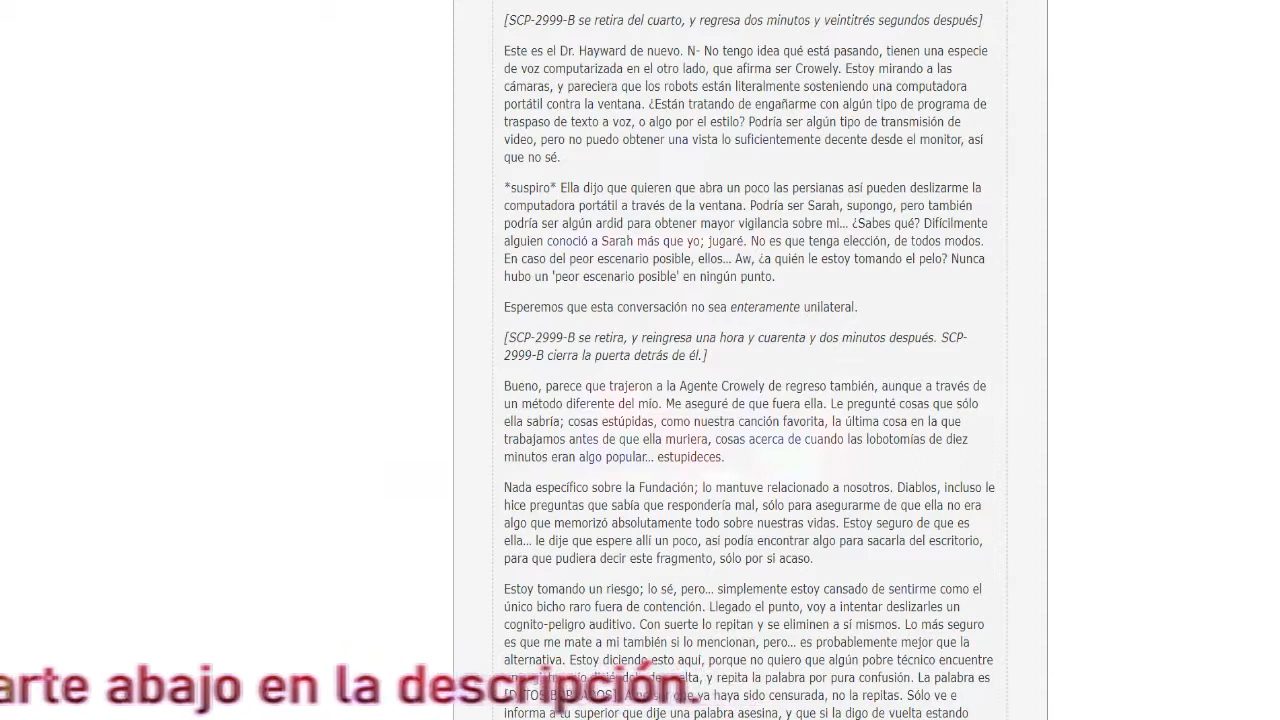 [SCP-2999-B se retira del cuarto, y regresa dos minutos y veintitrés segundos después]
Este es el Dr. Hayward de nuevo. N- No tengo idea qué está pasando, tienen una especie
de voz computarizada en el otro lado, que afirma ser Crowely. Estoy mirando a las
cámaras, y pareciera que los robots están literalmente sosteniendo una computadora
portátil contra la ventana. ¿Están tratando de engañarme con algún tipo de programa de
traspaso de texto a voz, o algo por el estilo? Podría ser algún tipo de transmisión de
video, pero no puedo obtener una vista lo suficientemente decente desde el monitor, así
que no sé.
*suspiro* Ella dijo que quieren que abra un poco las persianas así pueden deslizarme la
computadora portátil a través de la ventana. Podría ser Sarah, supongo, pero también
podría ser algún ardid para obtener mayor vigilancia sobre mi... ¿Sabes qué? Difícilmente
alguien conoció a Sarah más que yo; jugaré. No es que tenga elección, de todos modos.
En caso del peor escenario posible, ellos... Aw, ¿a quién le estoy tomando el pelo? Nunca
hubo un 'peor escenario posible' en ningún punto.
Esperemos que esta conversación no sea enteramente unilateral.
[SCP-2999-B se retira, y reingresa una hora y cuarenta y dos minutos después. SCP-
2999-B cierra la puerta detrás de él.]
Bueno, parece que trajeron a la Agente Crowely de regreso también, aunque a través de
un método diferente del mío. Me aseguré de que fuera ella. Le pregunté cosas que sólo
ella sabría; cosas estúpidas, como nuestra canción favorita, la última cosa en la que
trabajamos antes de que ella muriera, cosas acerca de cuando las lobotomías de diez
minutos eran algo popular... estupideces.
Nada específico sobre la Fundación; lo mantuve relacionado a nosotros. Diablos, incluso le
hice preguntas que sabía que respondería mal, sólo para asegurarme de que ella no era
algo que memorizó absolutamente todo sobre nuestras vidas. Estoy seguro de que es
ella... le dije que espere allí un poco, asi podía encontrar algo para sacarla del escritorio,
para que pudiera decir este fragmento, sólo por si acaso.
Estoy tomando un riesgo; lo sé, pero... simplemente estoy cansado de sentirme como el
único bicho raro fuera de contención. Llegado el punto, voy a intentar deslizarles un
cognito-peligro auditivo. Con suerte lo repitan y se eliminen a sí mismos. Lo más seguro
es que me mate a mi también si lo mencionan, pero... es probablemente mejor que la
alternativa. Estoy diciendo esto aquí, porque no quiero que algún pobre técnico encuentre
vuelta, y repita la palabra por pura confusión. La palabra es
ya haya sido censurada, no la repitas. Sólo ve e
informa a tu superior que dije una palabra asesina, y que si la digo de vuelta estando
arte abajo en la descripción.